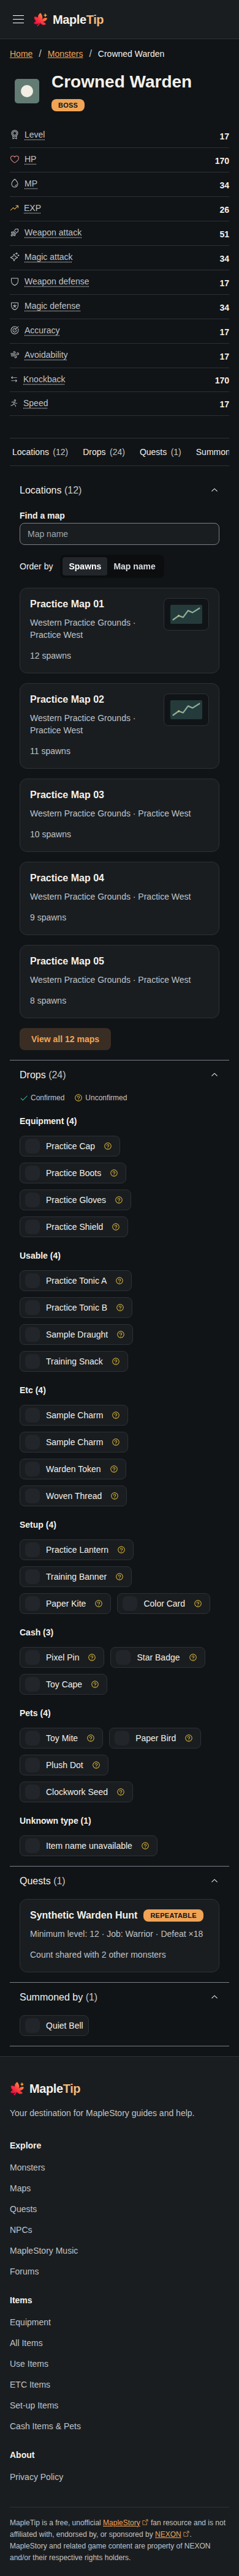 MapleTip
Home / Monsters / Crowned Warden
Crowned Warden
BOSS
Level 17
HP 170
MP 34
EXP 26
Weapon attack 51
Magic attack 34
Weapon defense 17
Magic defense 34
Accuracy 17
Avoidability 17
Knockback 170
Speed 17
Locations (12) Drops (24) Quests (1) Summon
Locations (12)
Find a map
Map name
Order by Spawns Map name
Practice Map 01
Western Practice Grounds ·
Practice West
12 spawns
Practice Map 02
Western Practice Grounds ·
Practice West
11 spawns
Practice Map 03
Western Practice Grounds · Practice West
10 spawns
Practice Map 04
Western Practice Grounds · Practice West
9 spawns
Practice Map 05
Western Practice Grounds · Practice West
8 spawns
View all 12 maps
Drops (24)
Confirmed Unconfirmed
Equipment (4)
Practice Cap
Practice Boots
Practice Gloves
Practice Shield
Usable (4)
Practice Tonic A
Practice Tonic B
Sample Draught
Training Snack
Etc (4)
Sample Charm
Sample Charm
Warden Token
Woven Thread
Setup (4)
Practice Lantern
Training Banner
Paper Kite Color Card
Cash (3)
Pixel Pin Star Badge
Toy Cape
Pets (4)
Toy Mite Paper Bird
Plush Dot
Clockwork Seed
Unknown type (1)
Item name unavailable
Quests (1)
Synthetic Warden Hunt REPEATABLE
Minimum level: 12 · Job: Warrior · Defeat ×18
Count shared with 2 other monsters
Summoned by (1)
Quiet Bell
MapleTip
Your destination for MapleStory guides and help.
Explore
Monsters
Maps
Quests
NPCs
MapleStory Music
Forums
Items
Equipment
All Items
Use Items
ETC Items
Set-up Items
Cash Items & Pets
About
Privacy Policy
MapleTip is a free, unofficial MapleStory fan resource and is not
affiliated with, endorsed by, or sponsored by NEXON.
MapleStory and related game content are property of NEXON
and/or their respective rights holders.